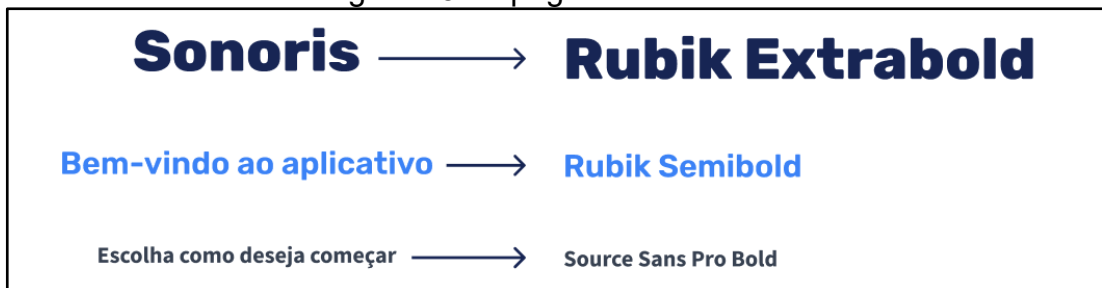 Sonoris → Rubik Extrabold
Bem-vindo ao aplicativo → Rubik Semibold
Escolha como deseja começar → Source Sans Pro Bold